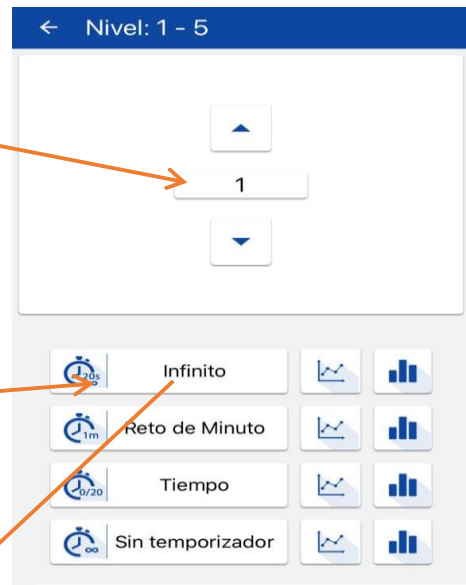 ← Nivel: 1 - 5
1
20s ∞ Infinito
1m Reto de Minuto
0/20 Tiempo
∞ Sin temporizador